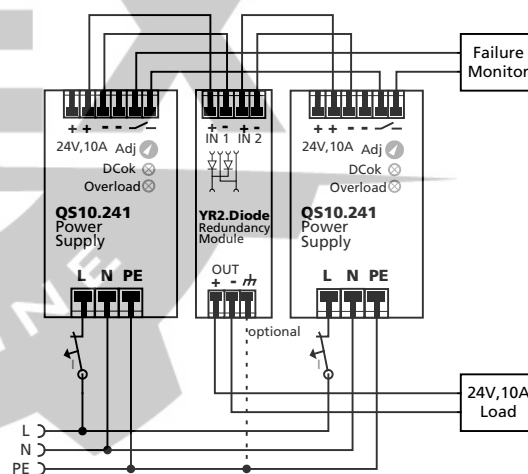 Failure
Monitor
+ + - -
24V,10A Adj
DCok
Overload
QS10.241
Power
Supply
L N PE
+ - + -
IN 1 IN 2
YR2.Diode
Redundancy
Module
OUT
+ -
optional
+ + - -
24V,10A Adj
DCok
Overload
QS10.241
Power
Supply
L N PE
I
I
24V,10A
Load
L
N
PE